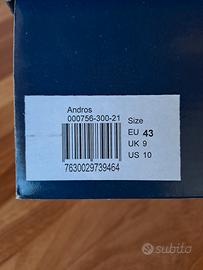 Andros
000756-300-21
Size
EU 43
UK 9
US 10
7630029739464
subito